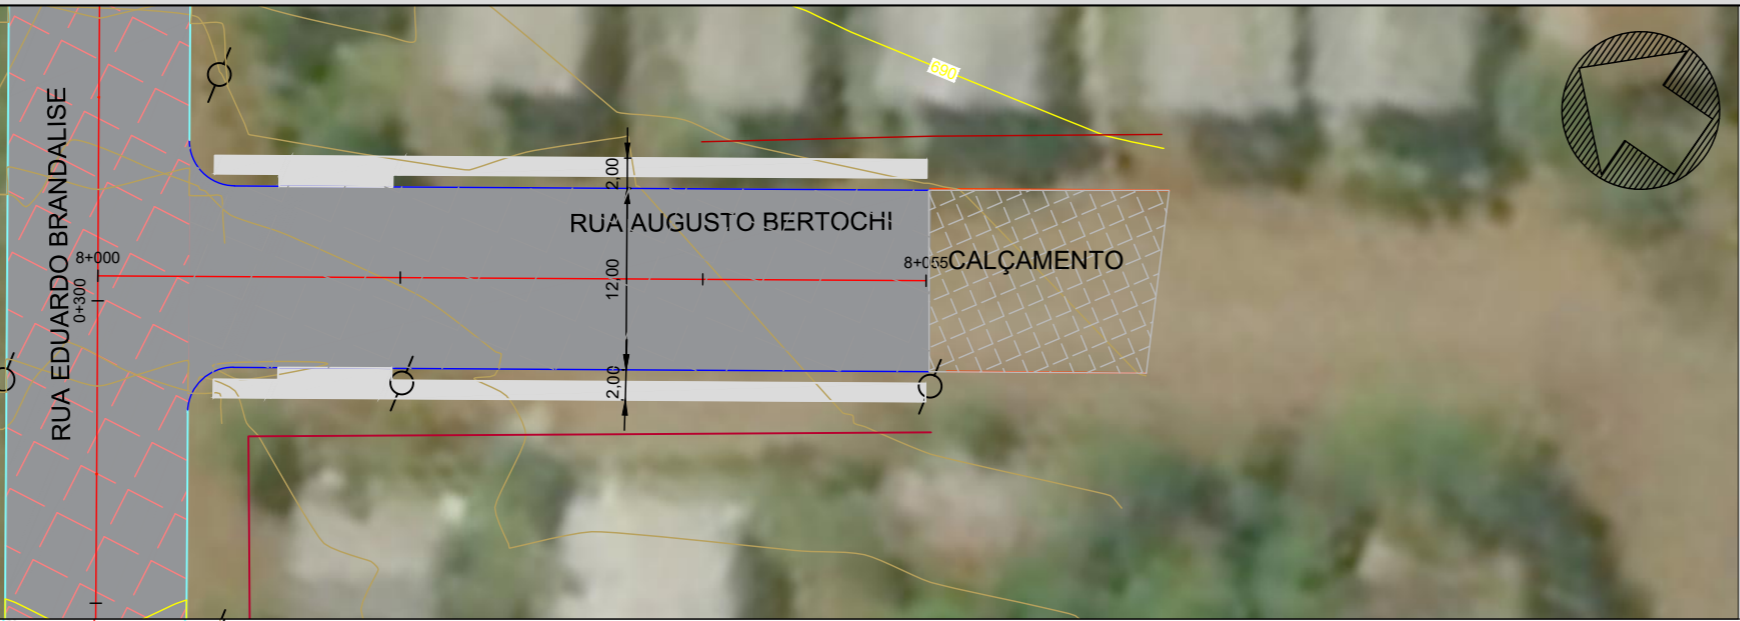 690
RUA EDUARDO BRANDALISE
2,00
RUA AUGUSTO BERTOCHI
8+000
0+300
12,00
8+055
CALÇAMENTO
2,00